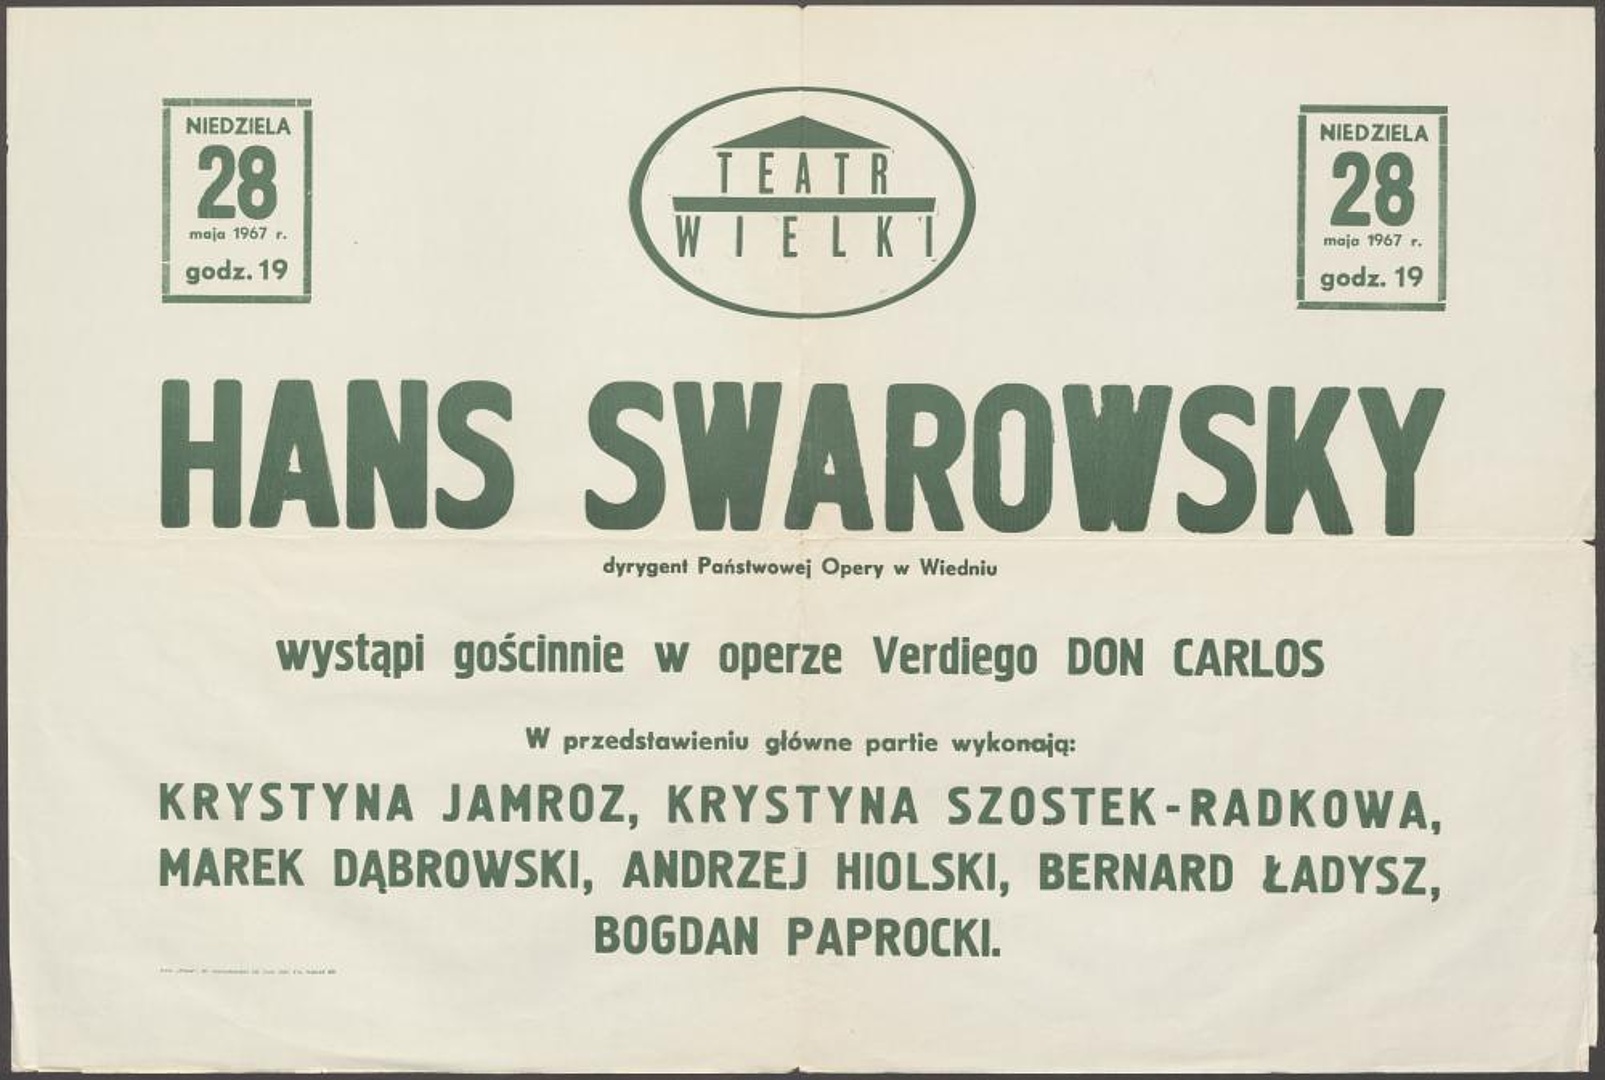 NIEDZIELA
28
maja 1967 r.
godz. 19
TEATR
WIELKI
NIEDZIELA
28
maja 1967 r.
godz. 19
HANS SWAROWSKY
dyrygent Państwowej Opery w Wiedniu
wystąpi gościnnie w operze Verdiego DON CARLOS
W przedstawieniu główne partie wykonają:
KRYSTYNA JAMROZ, KRYSTYNA SZOSTEK-RADKOWA,
MAREK DĄBROWSKI, ANDRZEJ HIOLSKI, BERNARD ŁADYSZ,
BOGDAN PAPROCKI.